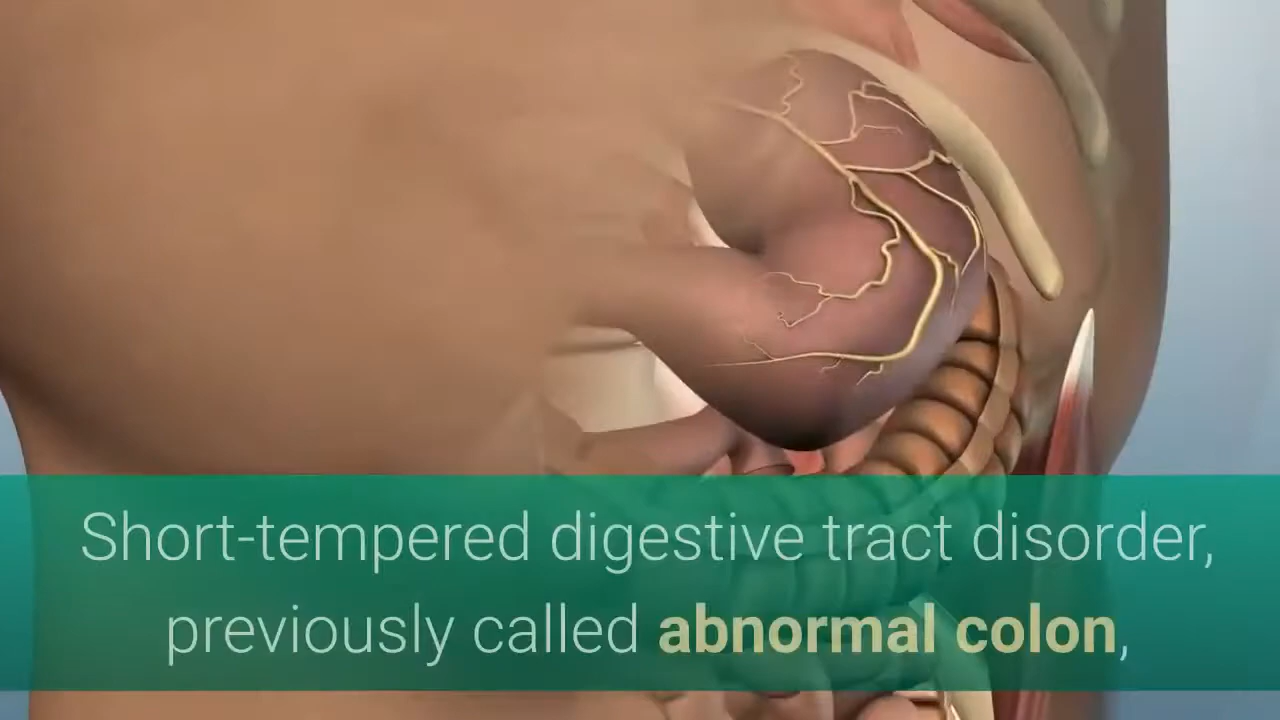 Short-tempered digestive tract disorder,
previously called abnormal colon,